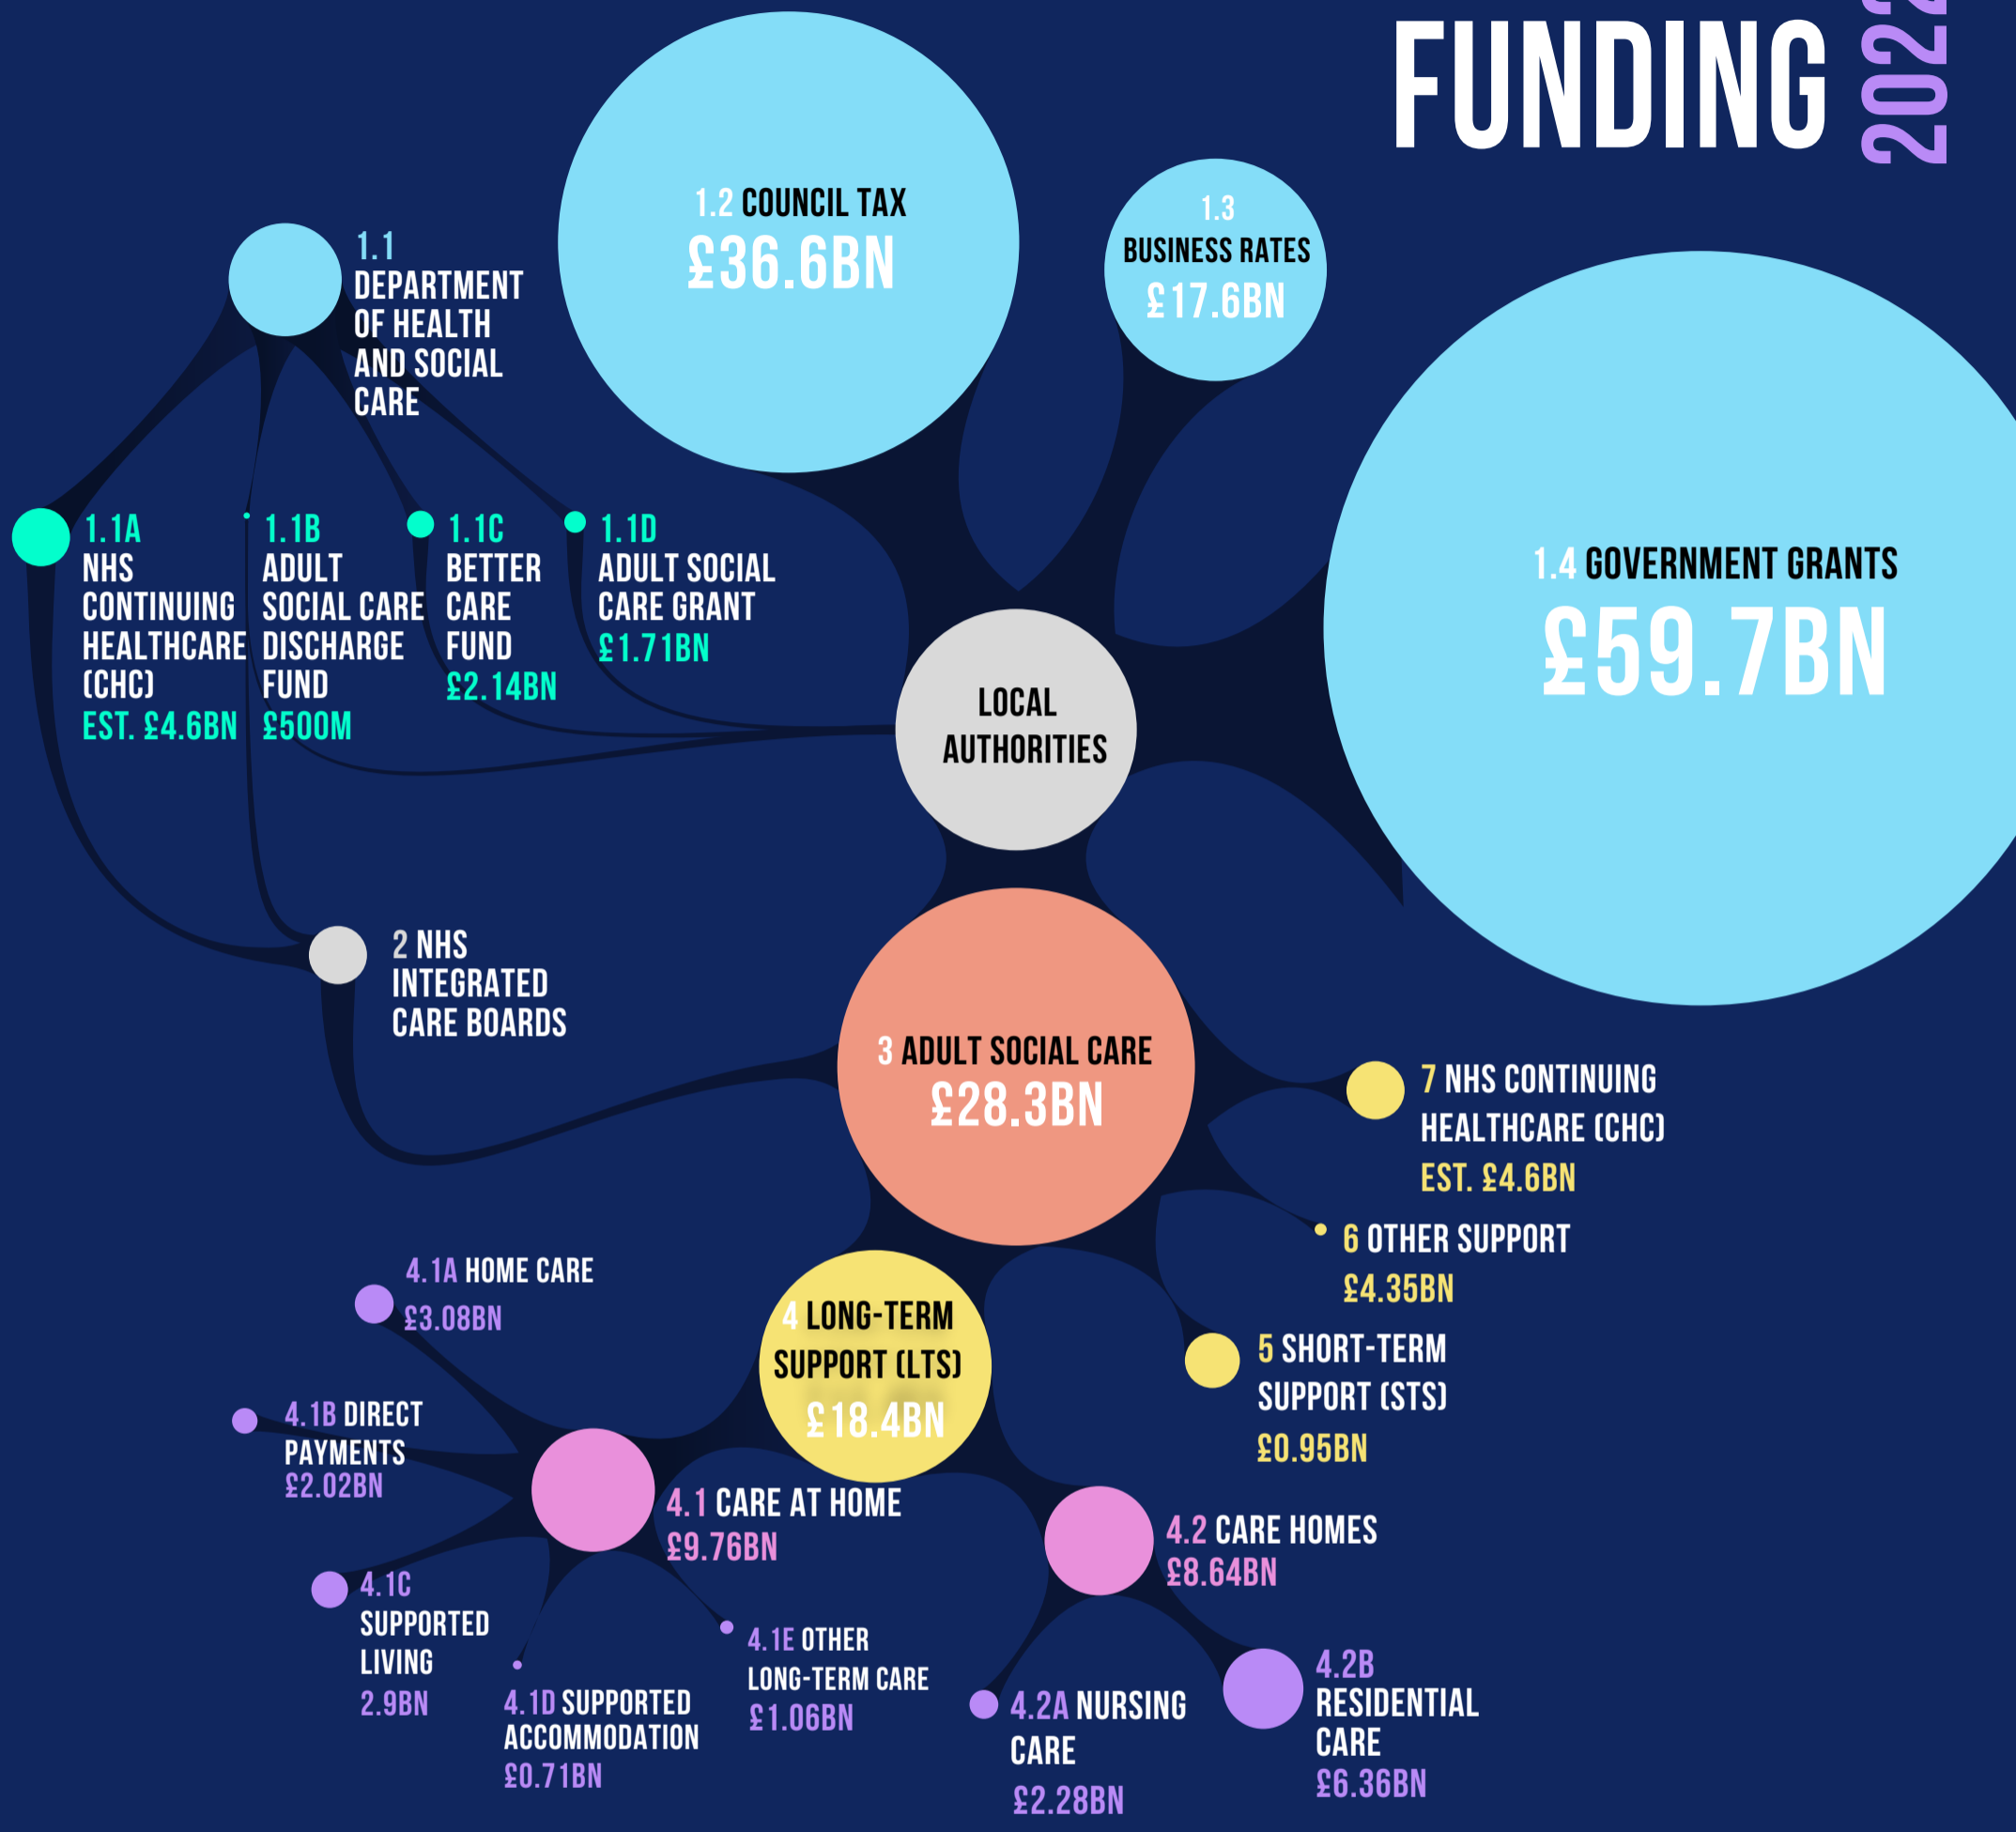 FUNDING
1.2 COUNCIL TAX
£36.6BN
1.3
BUSINESS RATES
£17.6BN
1.1
DEPARTMENT
OF HEALTH
AND SOCIAL
CARE
1.4 GOVERNMENT GRANTS
£59.7BN
1.1A
NHS
CONTINUING
HEALTHCARE
(CHC)
EST. £4.6BN
1.1B
ADULT
SOCIAL CARE
DISCHARGE
FUND
£500M
1.1C
BETTER
CARE
FUND
£2.14BN
1.1D
ADULT SOCIAL
CARE GRANT
£1.71BN
LOCAL
AUTHORITIES
2 NHS
INTEGRATED
CARE BOARDS
3 ADULT SOCIAL CARE
£28.3BN
7 NHS CONTINUING
HEALTHCARE (CHC)
EST. £4.6BN
6 OTHER SUPPORT
£4.35BN
5 SHORT-TERM
SUPPORT (STS)
£0.95BN
4 LONG-TERM
SUPPORT (LTS)
£18.4BN
4.1A HOME CARE
£3.08BN
4.1B DIRECT
PAYMENTS
£2.02BN
4.1 CARE AT HOME
£9.76BN
4.2 CARE HOMES
£8.64BN
4.1C
SUPPORTED
LIVING
2.9BN
4.1D SUPPORTED
ACCOMMODATION
£0.71BN
4.1E OTHER
LONG-TERM CARE
£1.06BN
4.2A NURSING
CARE
£2.28BN
4.2B
RESIDENTIAL
CARE
£6.36BN